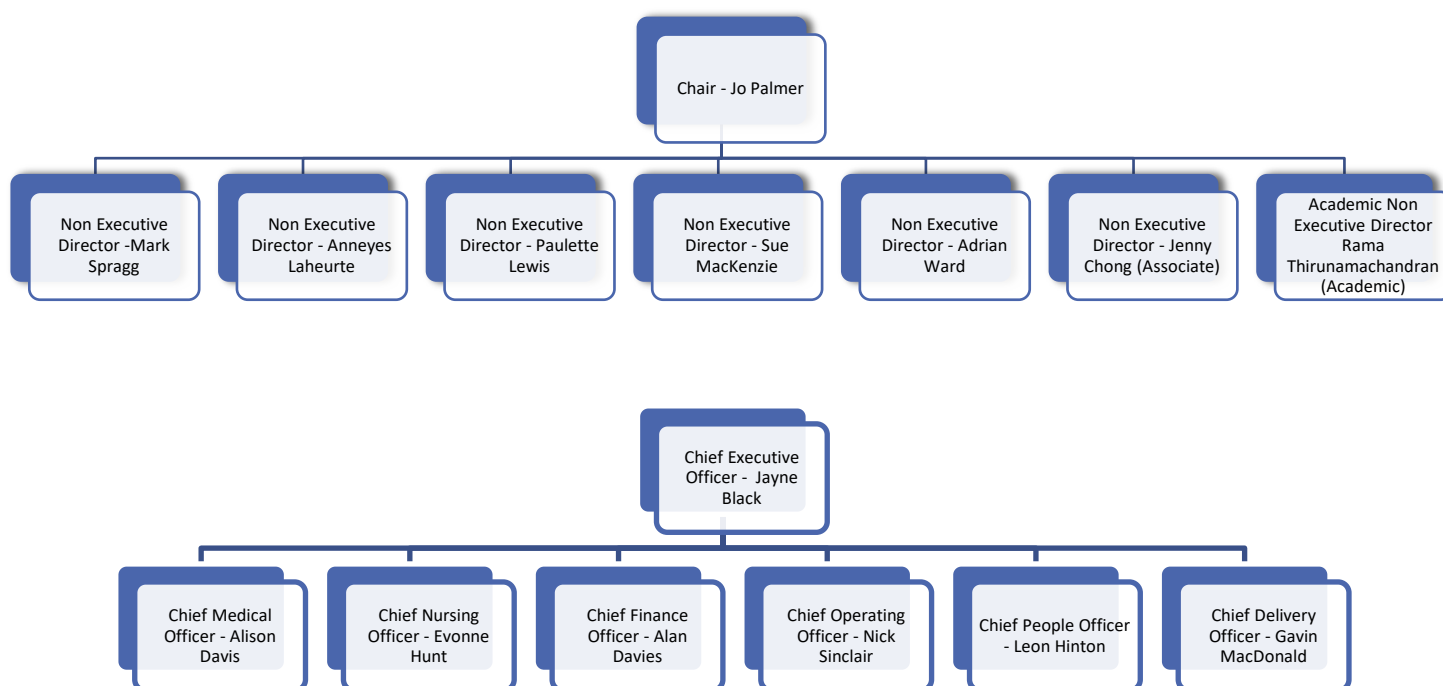 Chair - Jo Palmer
Non Executive
Director -Mark
Spragg
Non Executive
Director - Anneyes
Laheurte
Non Executive
Director - Paulette
Lewis
Non Executive
Director - Sue
MacKenzie
Non Executive
Director - Adrian
Ward
Non Executive
Director - Jenny
Chong (Associate)
Academic Non
Executive Director
Rama
Thirunamachandran
(Academic)
Chief Executive
Officer - Jayne
Black
Chief Medical
Officer - Alison
Davis
Chief Nursing
Officer - Evonne
Hunt
Chief Finance
Officer - Alan
Davies
Chief Operating
Officer - Nick
Sinclair
Chief People Officer
- Leon Hinton
Chief Delivery
Officer - Gavin
MacDonald